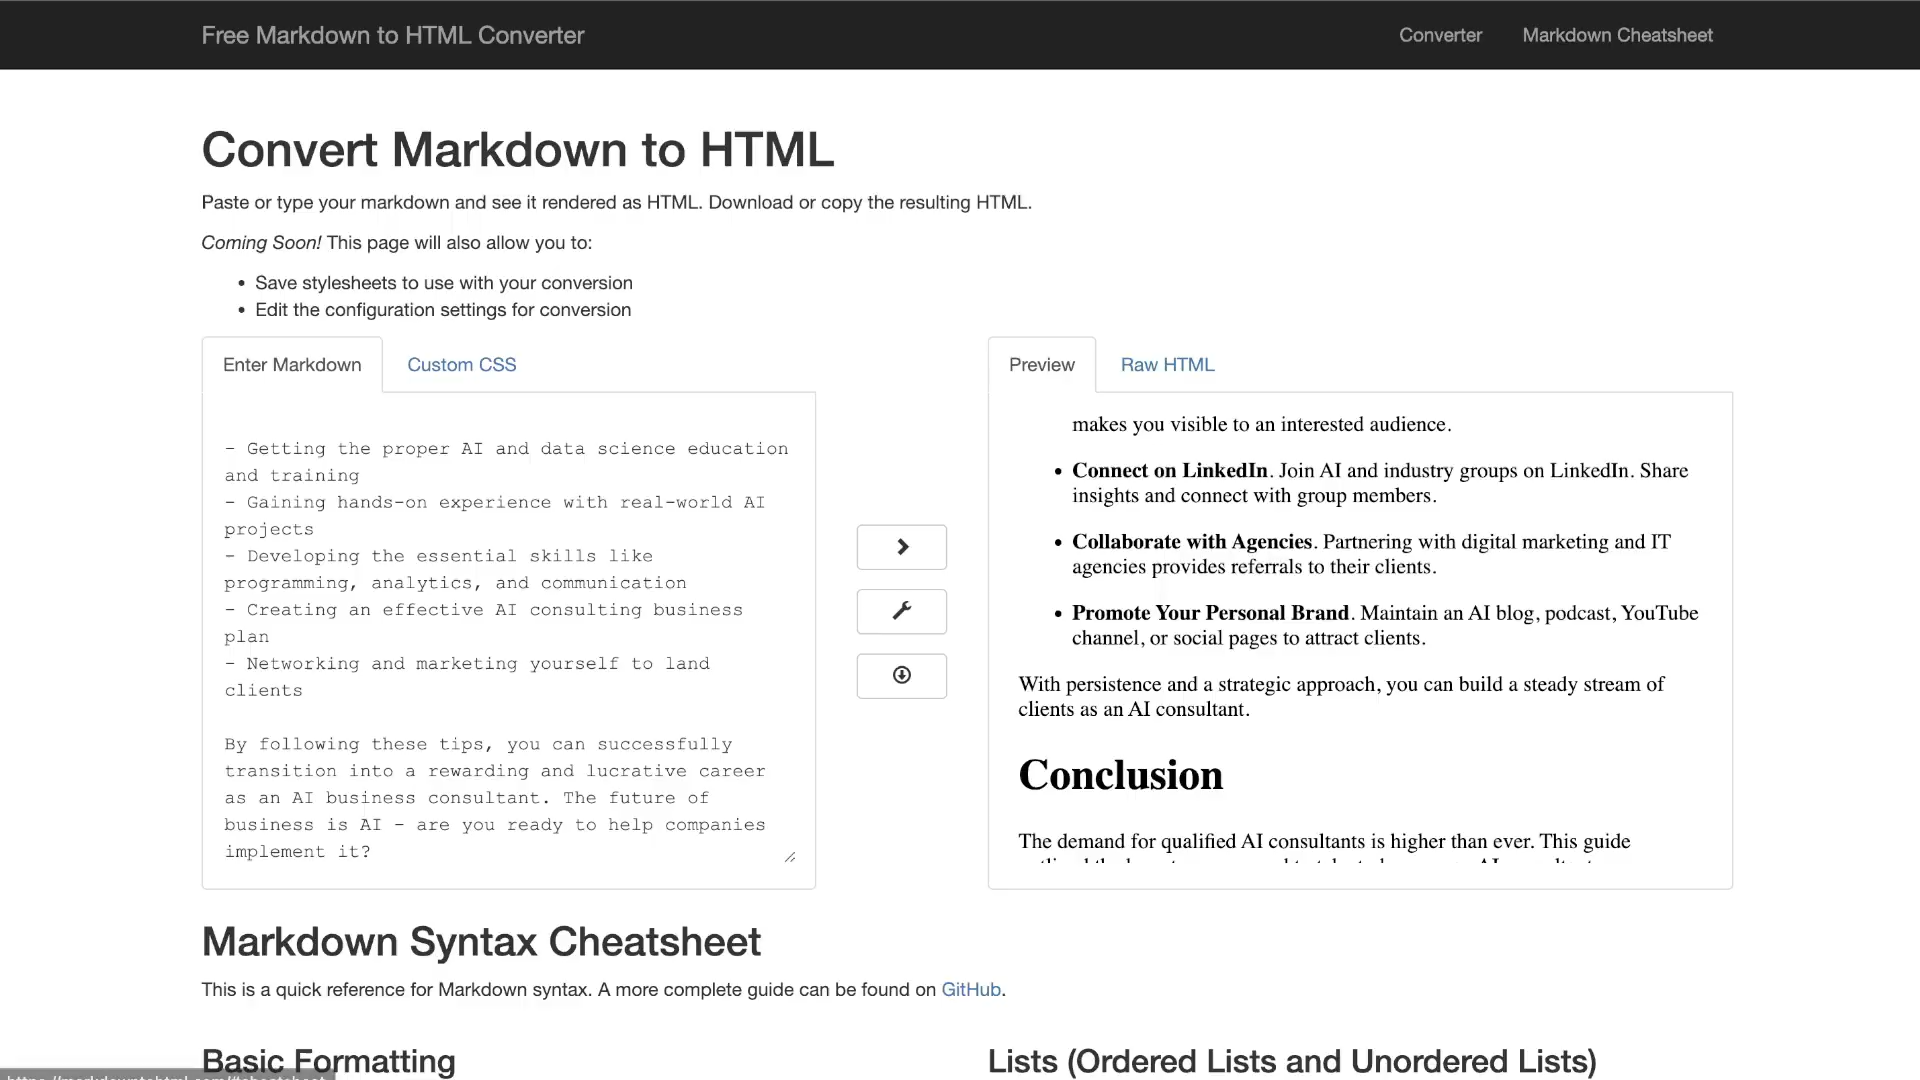 Free Markdown to HTML Converter
Converter
Markdown Cheatsheet
Convert Markdown to HTML
Paste or type your markdown and see it rendered as HTML. Download or copy the resulting HTML.
Coming Soon! This page will also allow you to:
• Save stylesheets to use with your conversion
• Edit the configuration settings for conversion
Enter Markdown
Custom CSS
- Getting the proper AI and data science education
and training
- Gaining hands-on experience with real-world AI
projects
- Developing the essential skills like
programming, analytics, and communication
- Creating an effective AI consulting business
plan
- Networking and marketing yourself to land
clients
By following these tips, you can successfully
transition into a rewarding and lucrative career
as an AI business consultant. The future of
business is AI - are you ready to help companies
implement it?
Preview
Raw HTML
makes you visible to an interested audience.
• Connect on LinkedIn. Join AI and industry groups on LinkedIn. Share
insights and connect with group members.
• Collaborate with Agencies. Partnering with digital marketing and IT
agencies provides referrals to their clients.
• Promote Your Personal Brand. Maintain an AI blog, podcast, YouTube
channel, or social pages to attract clients.
With persistence and a strategic approach, you can build a steady stream of
clients as an AI consultant.
Conclusion
The demand for qualified AI consultants is higher than ever. This guide
Markdown Syntax Cheatsheet
This is a quick reference for Markdown syntax. A more complete guide can be found on GitHub.
Basic Formatting
Lists (Ordered Lists and Unordered Lists)